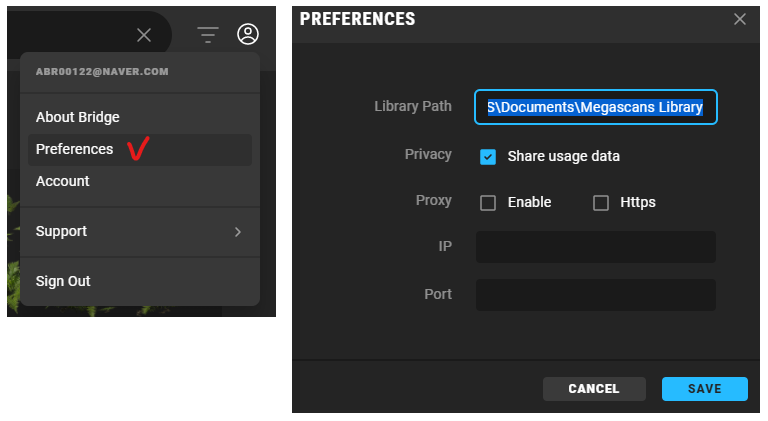 ABR00122@NAVER.COM
About Bridge
Preferences
Account
Support
Sign Out
PREFERENCES
Library Path
S\Documents\Megascans Library
Privacy
Share usage data
Proxy
Enable
Https
IP
Port
CANCEL
SAVE